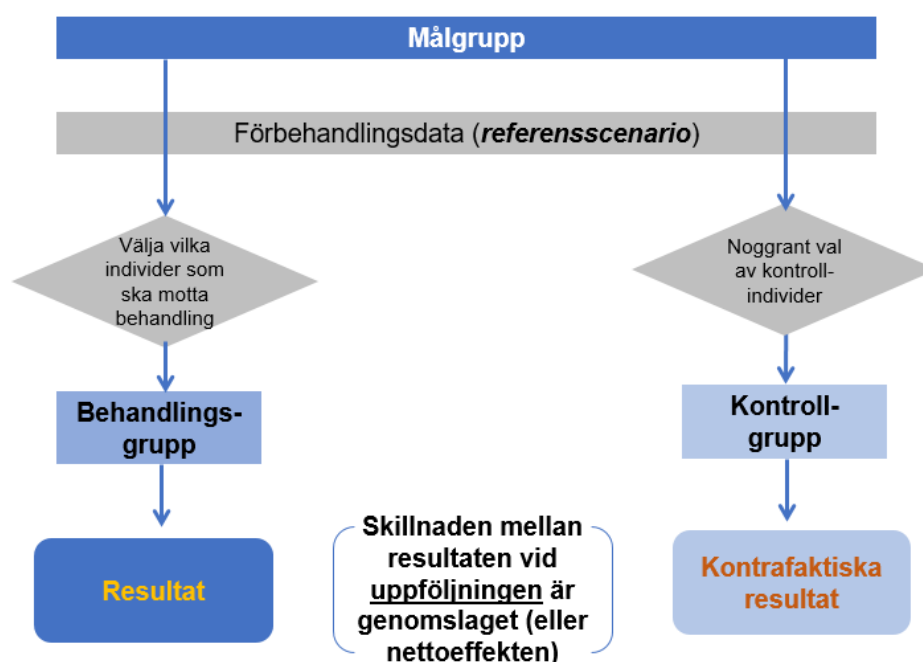 Målgrupp
Förbehandlingsdata (referensscenario)
Välja vilka
individer som
ska motta
behandling
Noggrant val
av kontroll-
individer
Behandlings-
grupp
Kontroll-
grupp
Resultat
Skillnaden mellan
resultaten vid
uppföljningen är
genomslaget (eller
nettoeffekten)
Kontrafaktiska
resultat